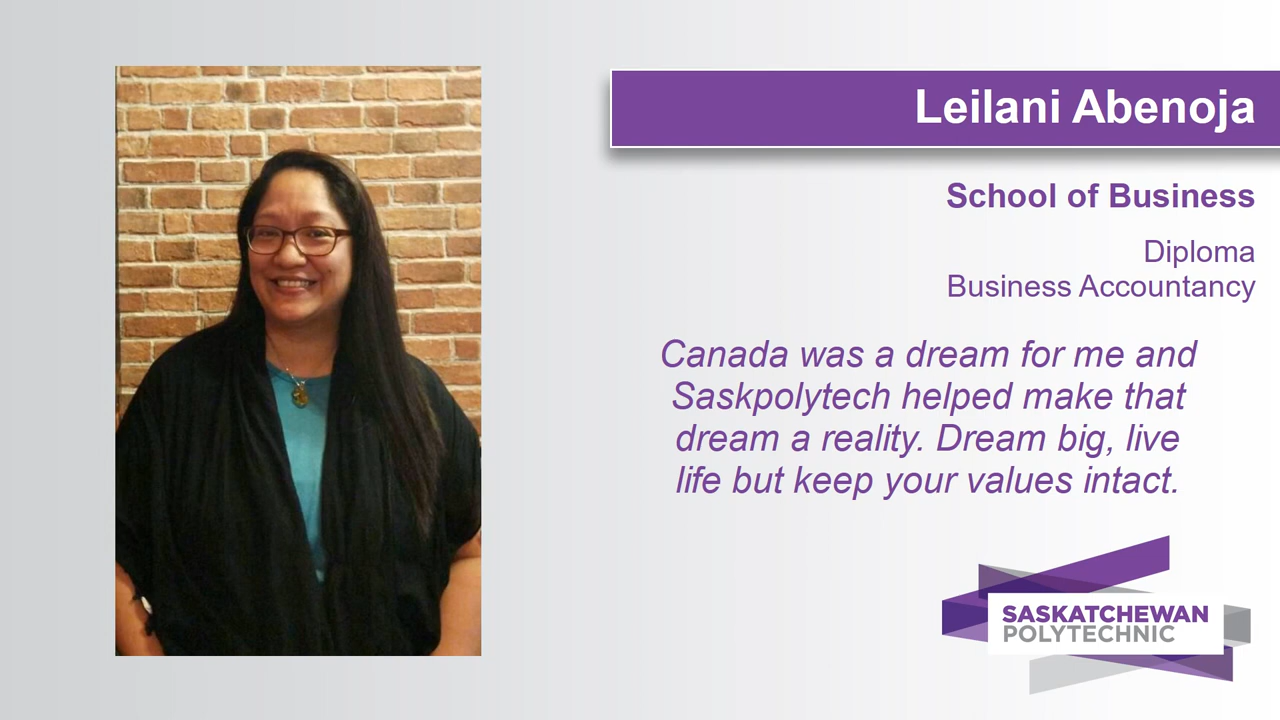 Leilani Abenoja
School of Business
Diploma
Business Accountancy
Canada was a dream for me and
Saskpolytech helped make that
dream a reality. Dream big, live
life but keep your values intact.
SASKATCHEWAN
POLYTECHNIC